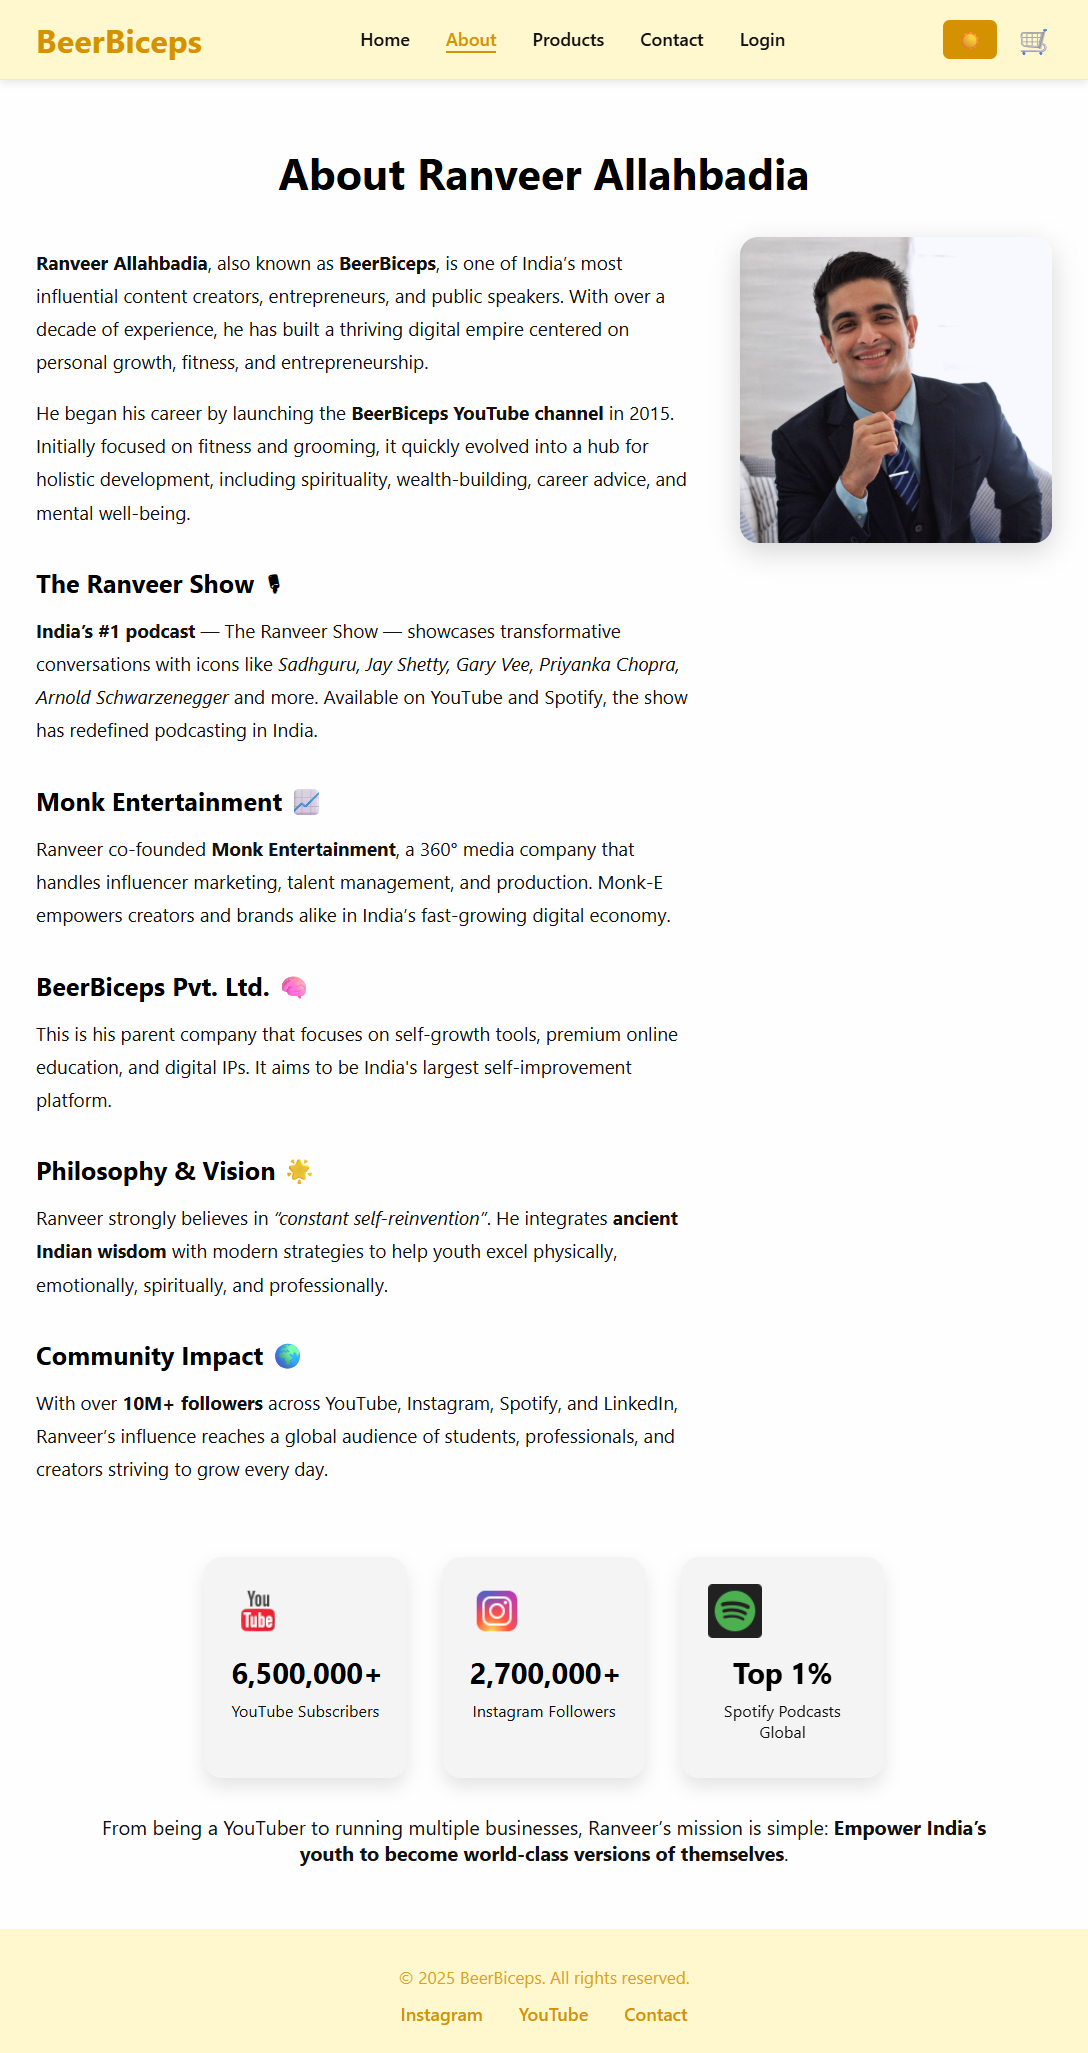 BeerBiceps
Home
About
Products
Contact
Login
About Ranveer Allahbadia
Ranveer Allahbadia, also known as BeerBiceps, is one of India’s most
influential content creators, entrepreneurs, and public speakers. With over a
decade of experience, he has built a thriving digital empire centered on
personal growth, fitness, and entrepreneurship.
He began his career by launching the BeerBiceps YouTube channel in 2015.
Initially focused on fitness and grooming, it quickly evolved into a hub for
holistic development, including spirituality, wealth-building, career advice, and
mental well-being.
The Ranveer Show 🎙
India’s #1 podcast — The Ranveer Show — showcases transformative
conversations with icons like Sadhguru, Jay Shetty, Gary Vee, Priyanka Chopra,
Arnold Schwarzenegger and more. Available on YouTube and Spotify, the show
has redefined podcasting in India.
Monk Entertainment 📈
Ranveer co-founded Monk Entertainment, a 360° media company that
handles influencer marketing, talent management, and production. Monk-E
empowers creators and brands alike in India’s fast-growing digital economy.
BeerBiceps Pvt. Ltd. 🧠
This is his parent company that focuses on self-growth tools, premium online
education, and digital IPs. It aims to be India's largest self-improvement
platform.
Philosophy & Vision 🌟
Ranveer strongly believes in “constant self-reinvention”. He integrates ancient
Indian wisdom with modern strategies to help youth excel physically,
emotionally, spiritually, and professionally.
Community Impact 🌍
With over 10M+ followers across YouTube, Instagram, Spotify, and LinkedIn,
Ranveer’s influence reaches a global audience of students, professionals, and
creators striving to grow every day.
You
Tube
6,500,000+
YouTube Subscribers
2,700,000+
Instagram Followers
Top 1%
Spotify Podcasts
Global
From being a YouTuber to running multiple businesses, Ranveer’s mission is simple: Empower India’s
youth to become world-class versions of themselves.
© 2025 BeerBiceps. All rights reserved.
Instagram
YouTube
Contact